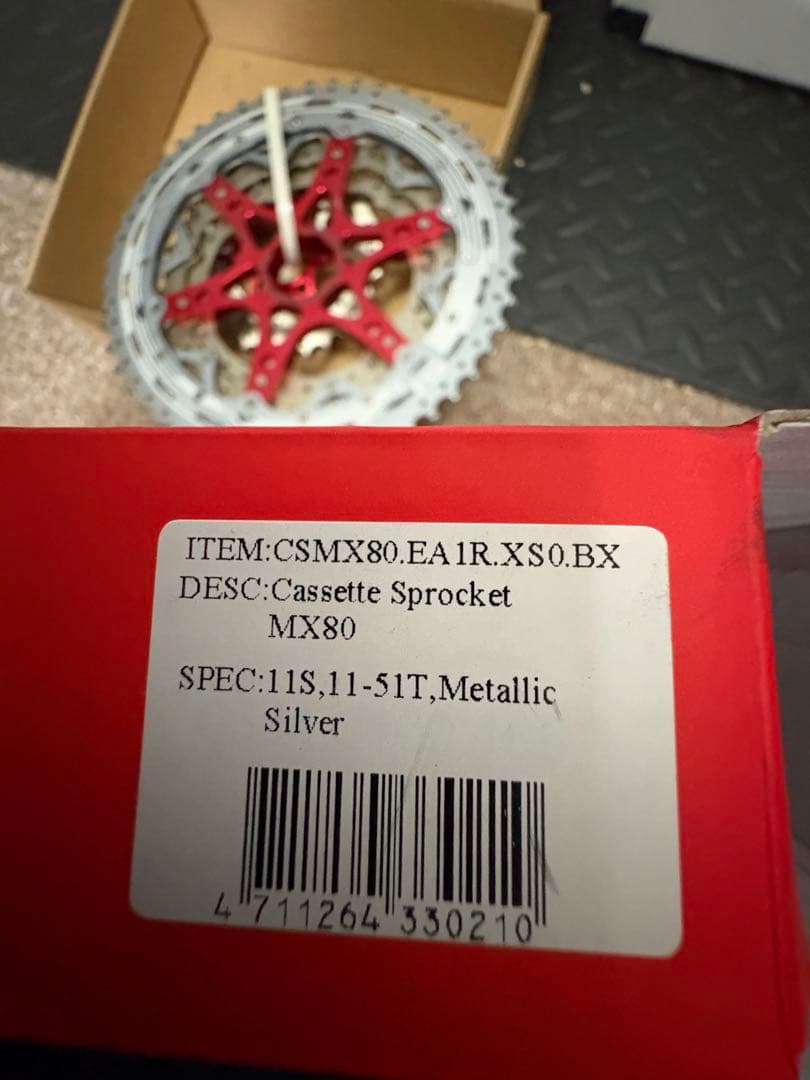 ITEM:CSMX80.EA1R.XS0.BX
DESC:Cassette Sprocket
MX80
SPEC:11S,11-51T,Metallic
Silver
4 711264 330210